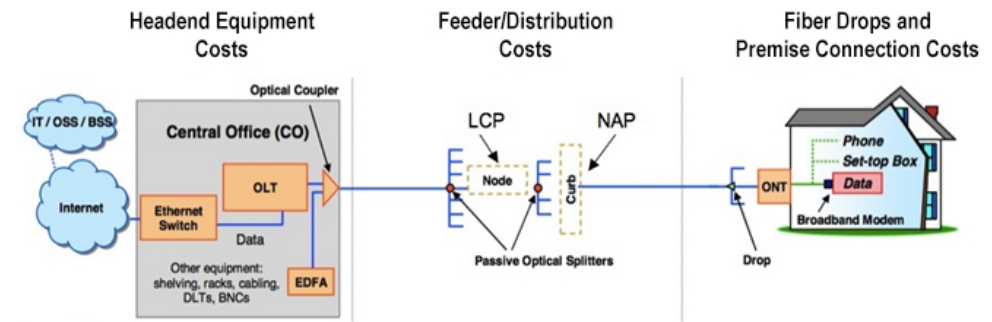 Headend Equipment
Costs
Feeder/Distribution
Costs
Fiber Drops and
Premise Connection Costs
Optical Coupler
IT / OSS / BSS
Central Office (CO)
LCP
NAP
Phone
Set-top Box
Data
OLT
Node
Curb
ONT
Internet
Ethernet
Switch
Data
Broadband Modem
Other equipment:
shelving, racks, cabling,
DLTs, BNCs
EDFA
Passive Optical Splitters
Drop